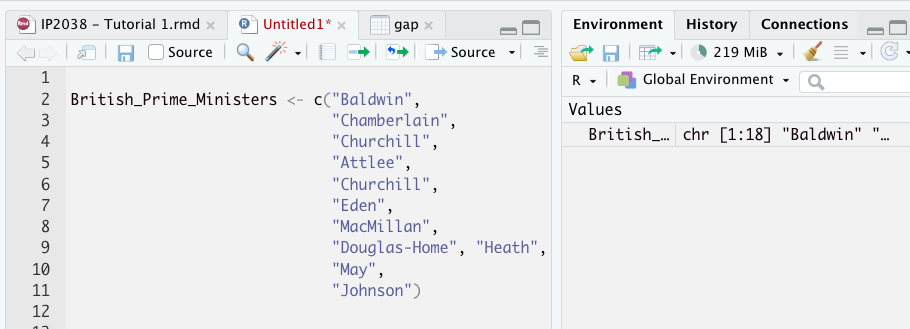 IP2038 – Tutorial 1.rmd Untitled1* gap
Source Source
1
2 British_Prime_Ministers <- c("Baldwin",
3 "Chamberlain",
4 "Churchill",
5 "Attlee",
6 "Churchill",
7 "Eden",
8 "MacMillan",
9 "Douglas-Home", "Heath",
10 "May",
11 "Johnson")
12
Environment History Connections
219 MiB
R Global Environment
Values
British_… chr [1:18] "Baldwin" "…